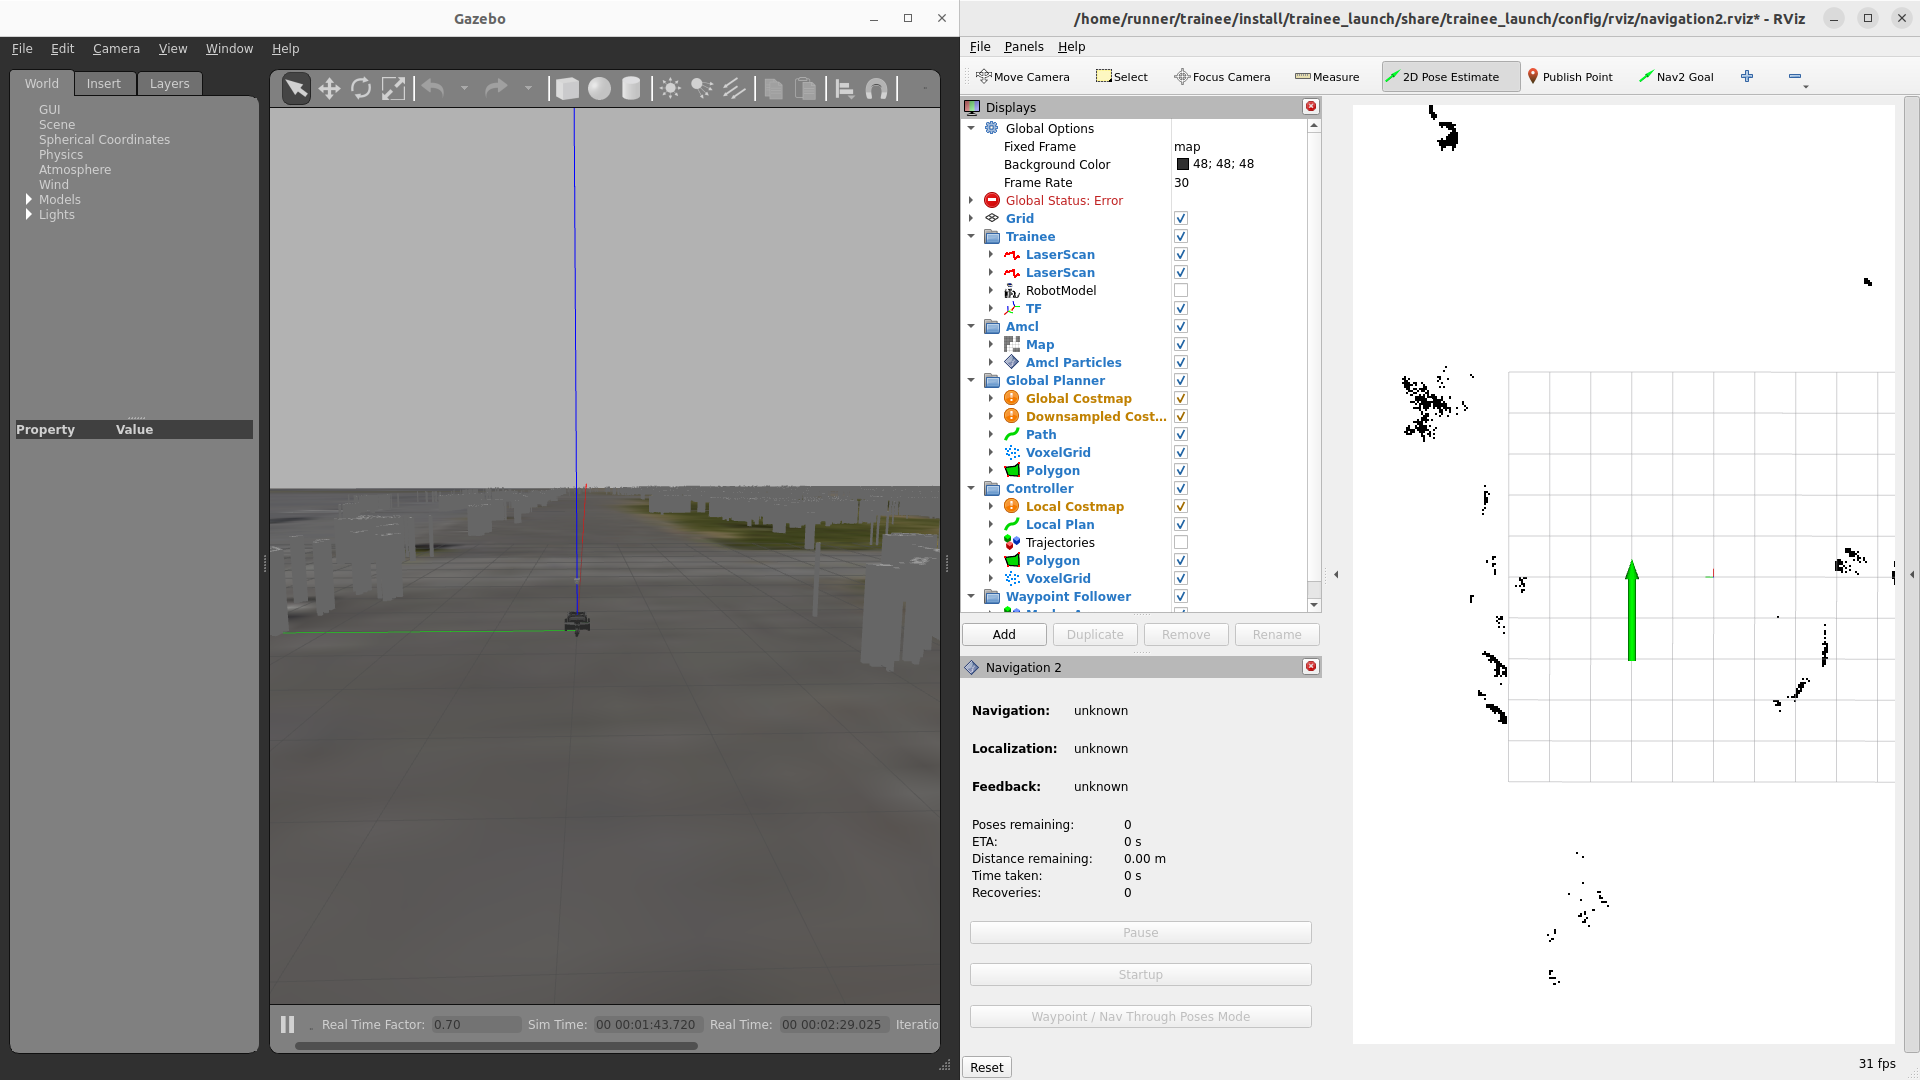 Gazebo
File Edit Camera View Window Help
World Insert Layers
GUI
Scene
Spherical Coordinates
Physics
Atmosphere
Wind
Models
Lights
Property Value
Real Time Factor: 0.70 Sim Time: 00 00:01:43.720 Real Time: 00 00:02:29.025 Iteratio
/home/runner/trainee/install/trainee_launch/share/trainee_launch/config/rviz/navigation2.rviz* - RViz
File Panels Help
Move Camera Select Focus Camera Measure 2D Pose Estimate Publish Point Nav2 Goal
Displays
Global Options
Fixed Frame map
Background Color 48; 48; 48
Frame Rate 30
Global Status: Error
Grid
Trainee
LaserScan
LaserScan
RobotModel
TF
Amcl
Map
Amcl Particles
Global Planner
Global Costmap
Downsampled Cost...
Path
VoxelGrid
Polygon
Controller
Local Costmap
Local Plan
Trajectories
Polygon
VoxelGrid
Waypoint Follower
Add Duplicate Remove Rename
Navigation 2
Navigation: unknown
Localization: unknown
Feedback: unknown
Poses remaining: 0
ETA: 0 s
Distance remaining: 0.00 m
Time taken: 0 s
Recoveries: 0
Pause
Startup
Waypoint / Nav Through Poses Mode
Reset
31 fps